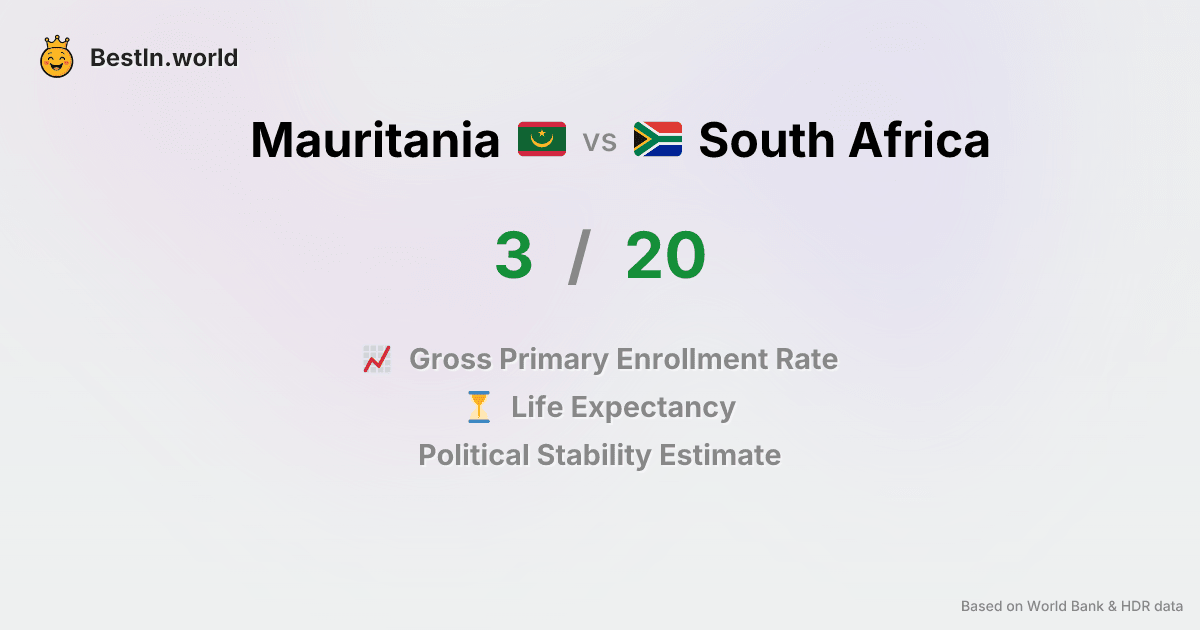 BestIn.world
Mauritania vs South Africa
3 / 20
Gross Primary Enrollment Rate
Life Expectancy
Political Stability Estimate
Based on World Bank & HDR data